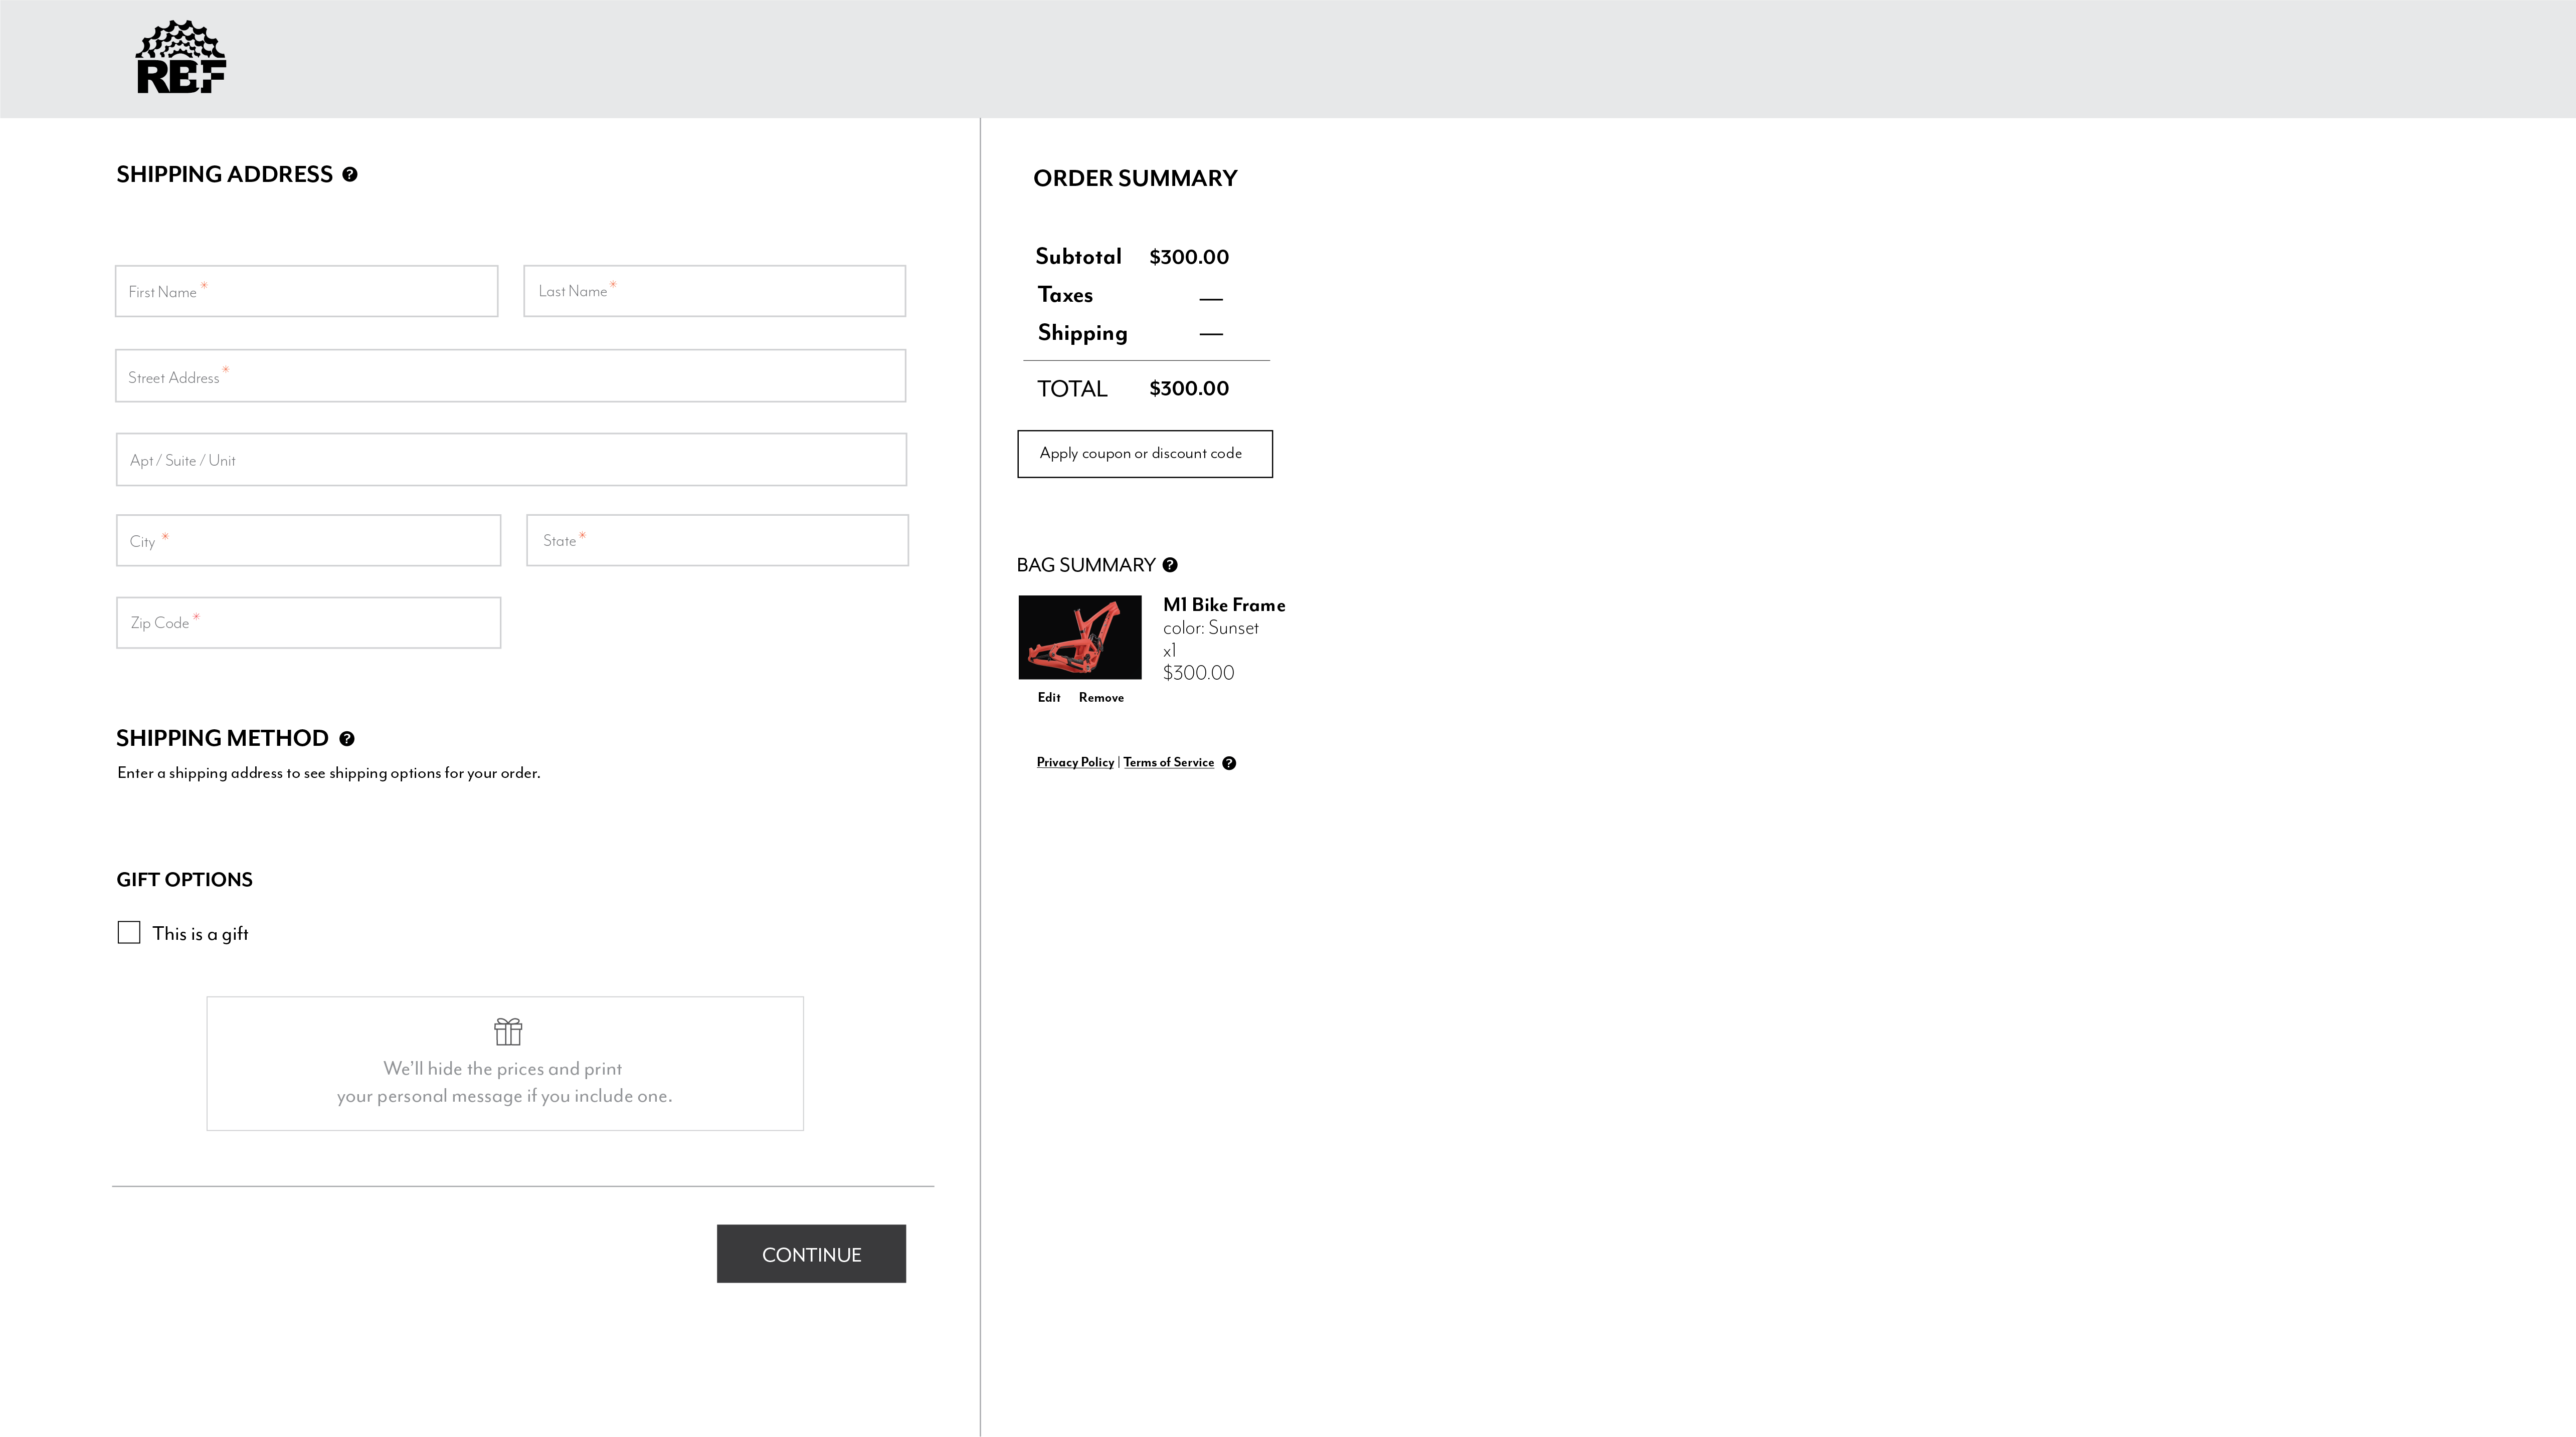 RBF
SHIPPING ADDRESS ?
First Name *
Last Name *
Street Address *
Apt / Suite / Unit
City *
State *
Zip Code *
SHIPPING METHOD ?
Enter a shipping address to see shipping options for your order.
GIFT OPTIONS
This is a gift
We'll hide the prices and print
your personal message if you include one.
CONTINUE
ORDER SUMMARY
Subtotal $300.00
Taxes —
Shipping —
TOTAL $300.00
Apply coupon or discount code
BAG SUMMARY ?
M1 Bike Frame
color: Sunset
x1
$300.00
Edit Remove
Privacy Policy | Terms of Service ?